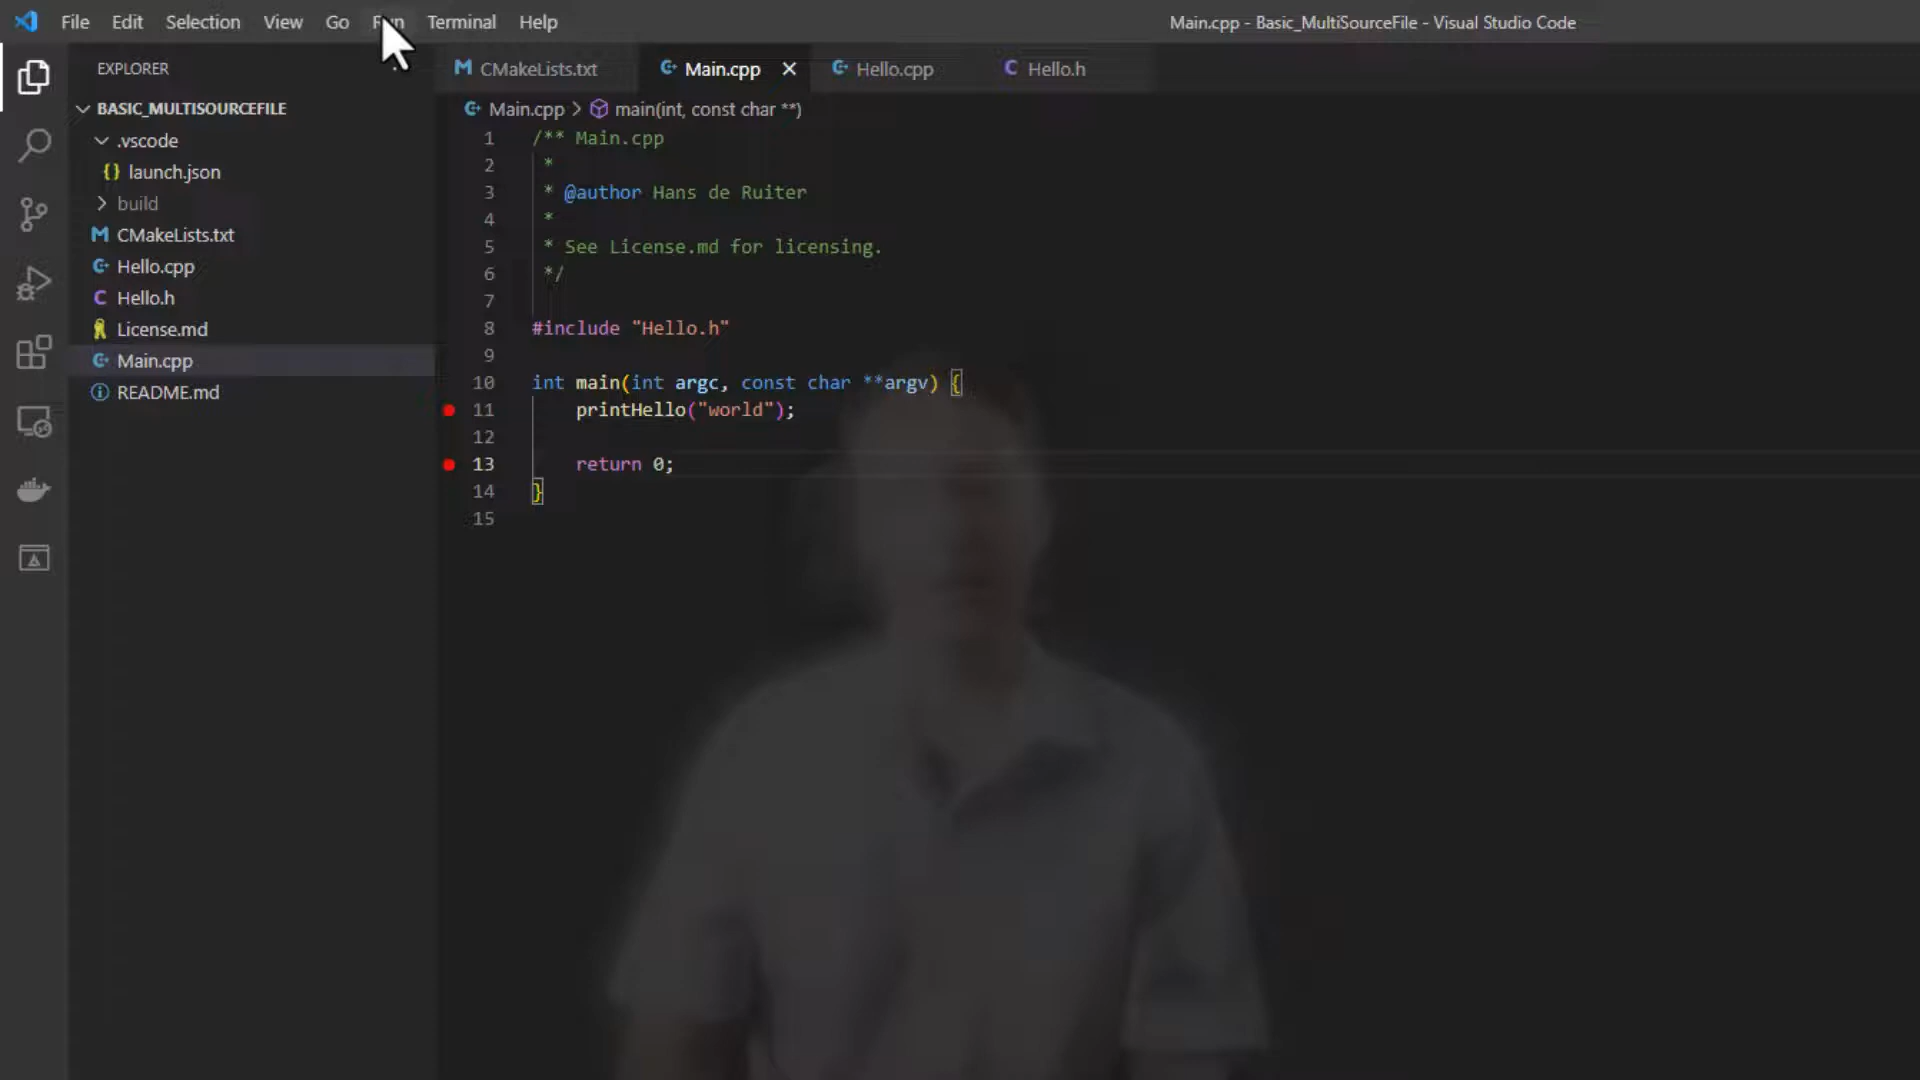 File Edit Selection View Go Run Terminal Help
Main.cpp - Basic_MultiSourceFile - Visual Studio Code
EXPLORER
BASIC_MULTISOURCEFILE
.vscode
launch.json
build
CMakeLists.txt
Hello.cpp
Hello.h
License.md
Main.cpp
README.md
CMakeLists.txt Main.cpp Hello.cpp Hello.h
Main.cpp > main(int, const char **)
1 /** Main.cpp
2 *
3 * @author Hans de Ruiter
4 *
5 * See License.md for licensing.
6 */
7
8 #include "Hello.h"
9
10 int main(int argc, const char **argv) {
11 printHello("world");
12
13 return 0;
14 }
15